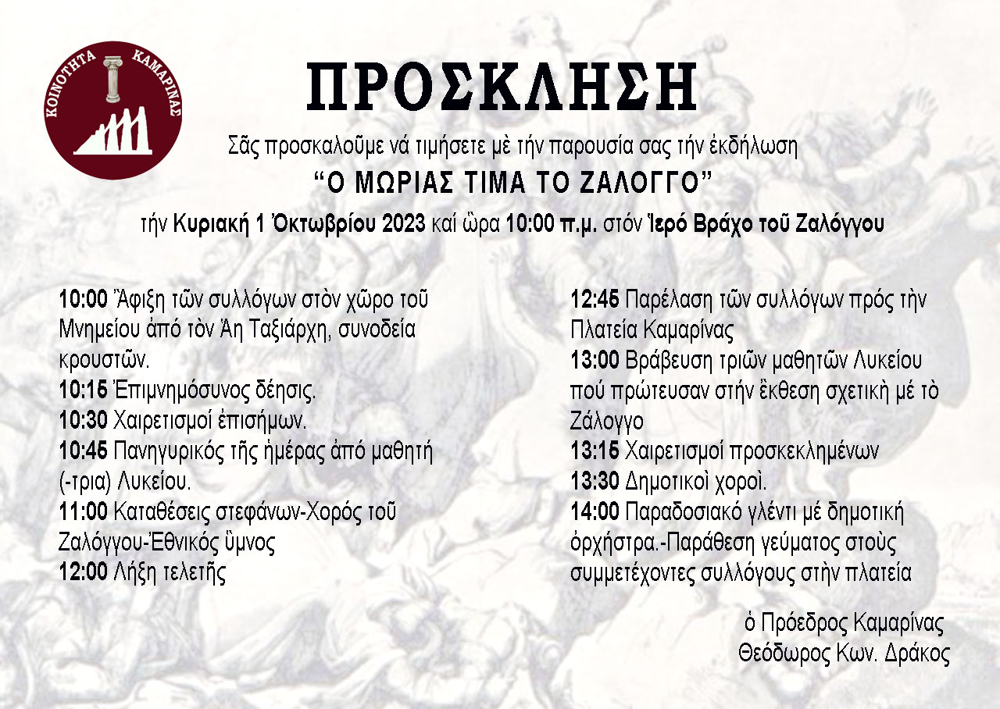 ΚΟΙΝΟΤΗΤΑ ΚΑΜΑΡΙΝΑΣ
ΠΡΟΣΚΛΗΣΗ
Σᾶς προσκαλοῦμε νά τιμήσετε μὲ τήν παρουσία σας τήν ἐκδήλωση
“Ο ΜΩΡΙΑΣ ΤΙΜΑ ΤΟ ΖΑΛΟΓΓΟ”
τήν Κυριακή 1 Ὀκτωβρίου 2023 καί ὣρα 10:00 π.μ. στόν Ἱερό Βράχο τοῦ Ζαλόγγου
10:00 Ἂφιξη τῶν συλλόγων στὸν χῶρο τοῦ
Μνημείου ἀπό τὸν Ἁη Ταξιάρχη, συνοδεία
κρουστῶν.
10:15 Ἐπιμνημόσυνος δέησις.
10:30 Χαιρετισμοί ἐπισήμων.
10:45 Πανηγυρικός τῆς ἡμέρας ἀπό μαθητή
(-τρια) Λυκείου.
11:00 Καταθέσεις στεφάνων-Χορός τοῦ
Ζαλόγγου-Ἐθνικός ὓμνος
12:00 Λήξη τελετῆς
12:45 Παρέλαση τῶν συλλόγων πρός τὴν
Πλατεία Καμαρίνας
13:00 Βράβευση τριῶν μαθητῶν Λυκείου
πού πρώτευσαν στήν ἒκθεση σχετικὴ μέ τὸ
Ζάλογγο
13:15 Χαιρετισμοί προσκεκλημένων
13:30 Δημοτικοὶ χοροὶ.
14:00 Παραδοσιακό γλέντι μέ δημοτική
ὀρχήστρα.-Παράθεση γεύματος στοὺς
συμμετέχοντες συλλόγους στὴν πλατεία
ὁ Πρόεδρος Καμαρίνας
Θεόδωρος Κων. Δράκος